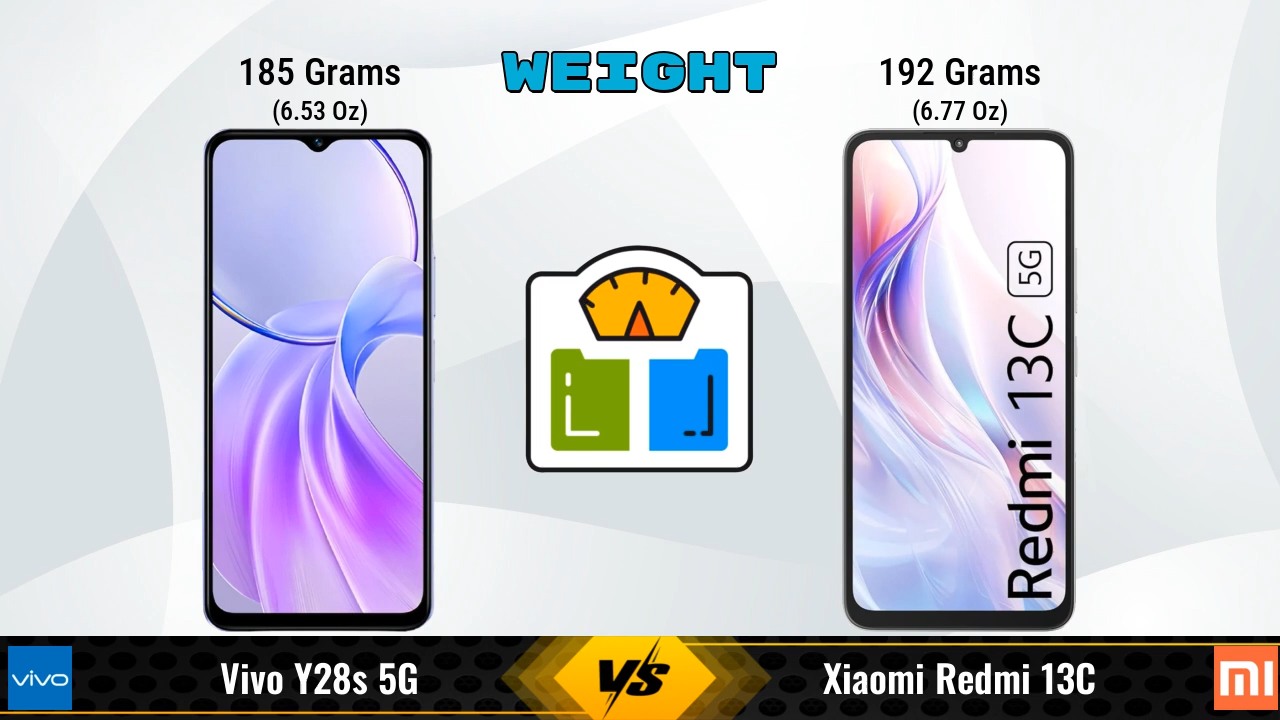 WEIGHT
185 Grams
(6.53 Oz)
192 Grams
(6.77 Oz)
Redmi 13C 5G
vivo
Vivo Y28s 5G
VS
Xiaomi Redmi 13C
MI